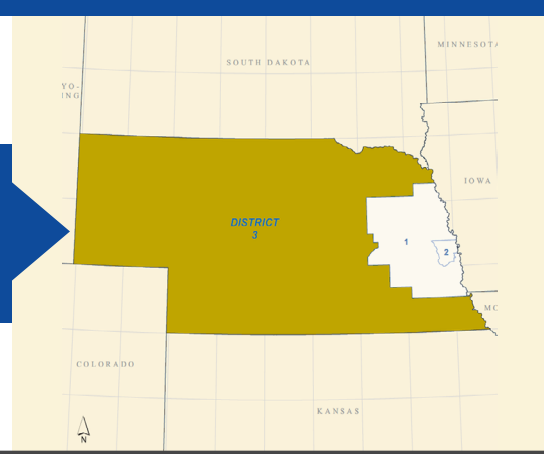 MINNESOTA
SOUTH DAKOTA
YO-
ING
IOWA
DISTRICT
3
1
2
MC
COLORADO
KANSAS
N